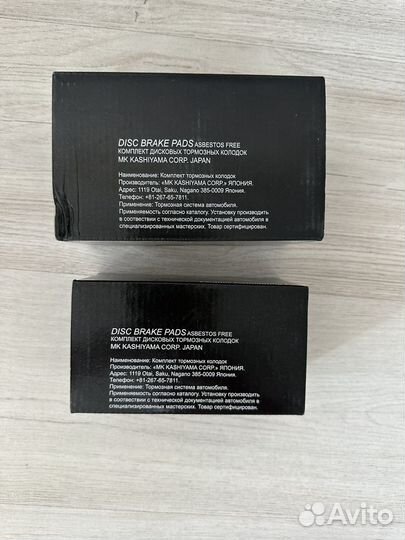 DISC BRAKE PADS ASBESTOS FREE
КОМПЛЕКТ ДИСКОВЫХ ТОРМОЗНЫХ КОЛОДОК
MK KASHIYAMA CORP. JAPAN
Наименование: Комплект тормозных колодок
Производитель: «MK KASHIYAMA CORP.» ЯПОНИЯ.
Адрес: 1119 Otai, Saku, Nagano 385-0009 Япония.
Телефон: +81-267-65-7811.
Применение: Тормозная система автомобиля.
Применяемость согласно каталогу. Установку производить
в соответствии с технической документацией автомобиля в
специализированных мастерских. Товар сертифицирован.
DISC BRAKE PADS ASBESTOS FREE
КОМПЛЕКТ ДИСКОВЫХ ТОРМОЗНЫХ КОЛОДОК
MK KASHIYAMA CORP. JAPAN
Наименование: Комплект тормозных колодок
Производитель: «MK KASHIYAMA CORP.» ЯПОНИЯ.
Адрес: 1119 Otai, Saku, Nagano 385-0009 Япония.
Телефон: +81-267-65-7811.
Применение: Тормозная система автомобиля.
Применяемость согласно каталогу. Установку производить
в соответствии с технической документацией автомобиля в
специализированных мастерских. Товар сертифицирован.
Avito